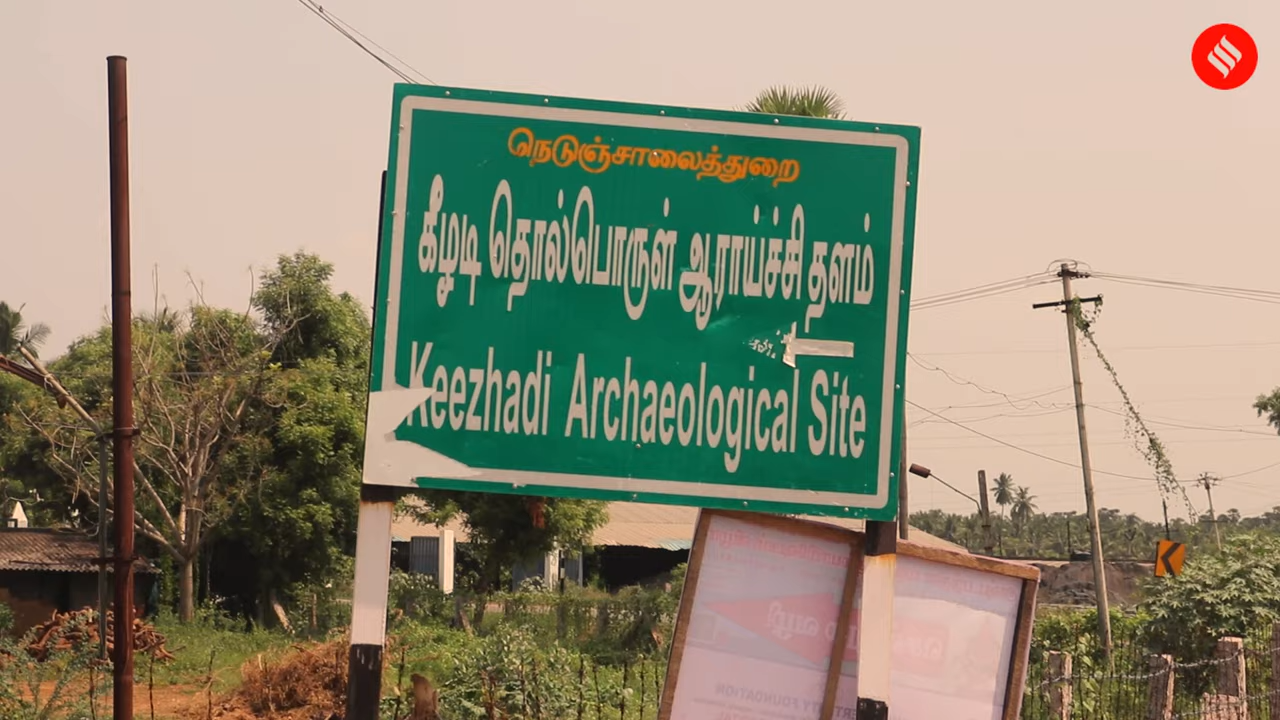 நெடுஞ்சாலைத்துறை
கீழடி தொல்பொருள் ஆராய்ச்சி தளம்
Keezhadi Archaeological Site